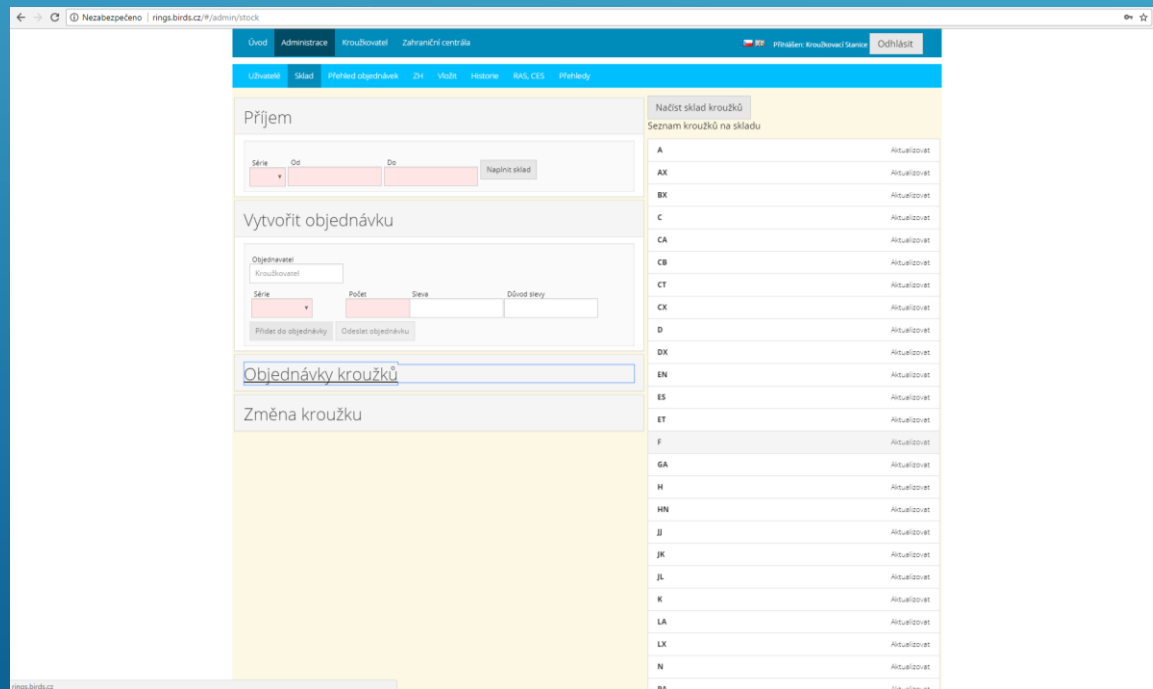 Nezabezpečeno | rings.birds.cz/#/admin/stock
Úvod Administrace Kroužkovatel Zahraniční centrála Přihlášen: Kroužkovací Stanice Odhlásit
Uživatelé Sklad Přehled objednávek ZH Vložit Historie RAS, CES Přehledy
Příjem
Série Od Do
Naplnit sklad
Vytvořit objednávku
Objednavatel
Kroužkovatel
Série Počet Sleva Důvod slevy
Přidat do objednávky Odeslat objednávku
Objednávky kroužků
Změna kroužku
Načíst sklad kroužků
Seznam kroužků na skladu
A Aktualizovat
AX Aktualizovat
BX Aktualizovat
C Aktualizovat
CA Aktualizovat
CB Aktualizovat
CT Aktualizovat
CX Aktualizovat
D Aktualizovat
DX Aktualizovat
EN Aktualizovat
ES Aktualizovat
ET Aktualizovat
F Aktualizovat
GA Aktualizovat
H Aktualizovat
HN Aktualizovat
JJ Aktualizovat
JK Aktualizovat
JL Aktualizovat
K Aktualizovat
LA Aktualizovat
LX Aktualizovat
N Aktualizovat
rings.birds.cz